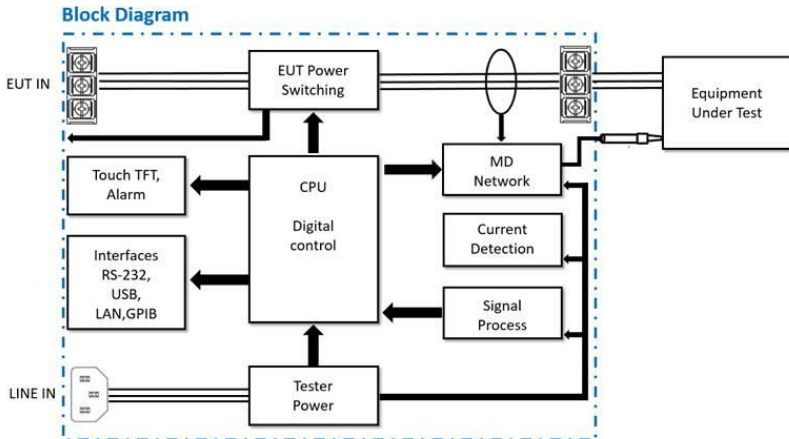 Block Diagram
EUT IN
EUT Power
Switching
Equipment
Under Test
Touch TFT,
Alarm
CPU
Digital
control
MD
Network
Interfaces
RS-232,
USB,
LAN,GPIB
Current
Detection
Signal
Process
LINE IN
Tester
Power